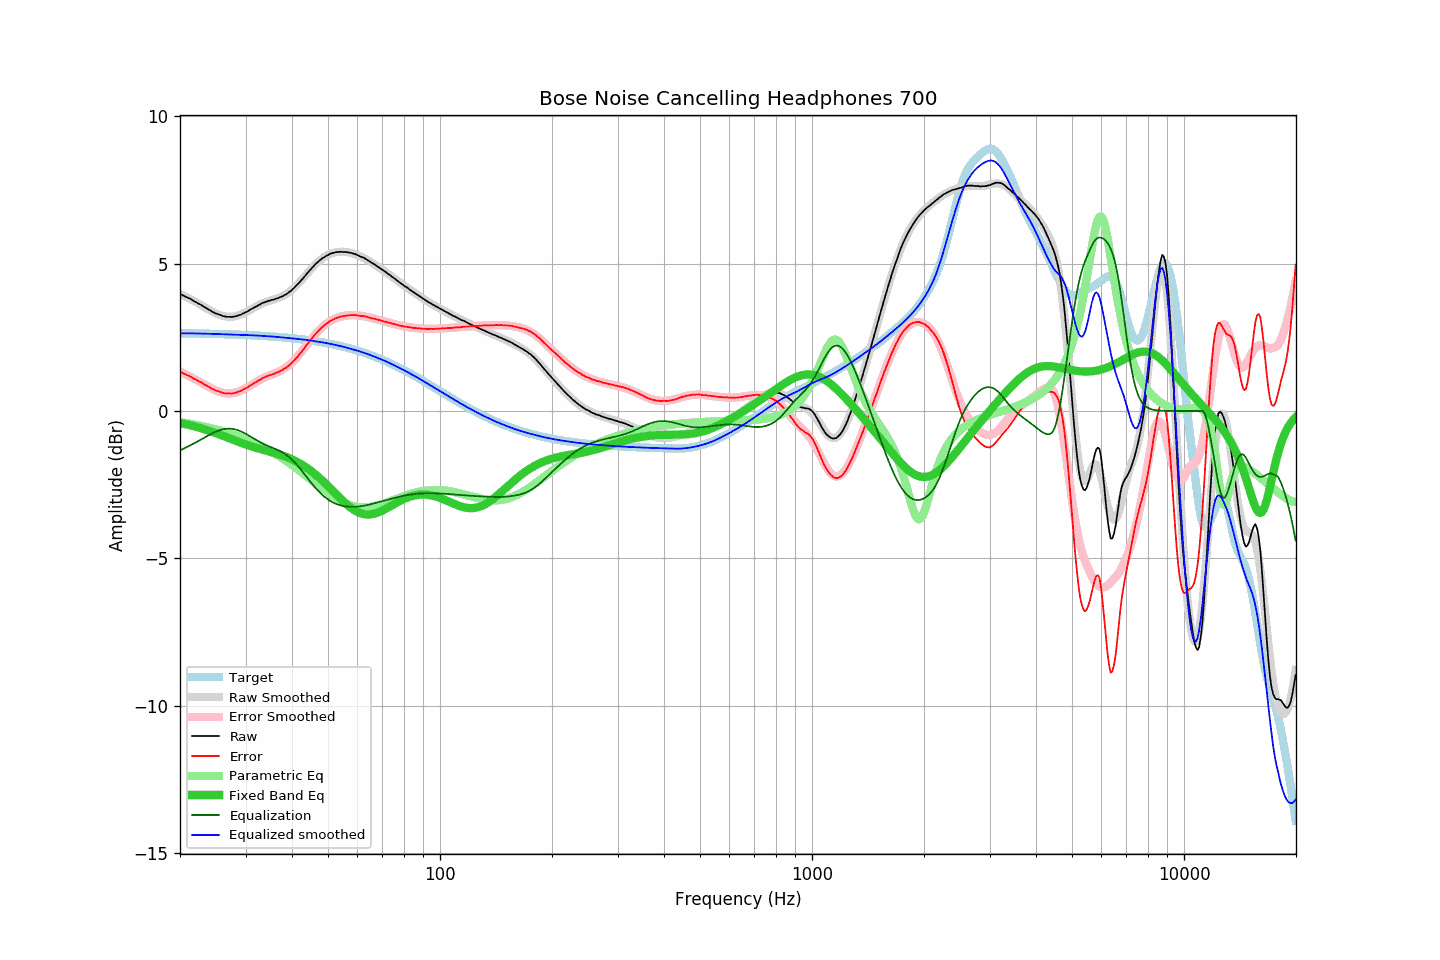 Bose Noise Cancelling Headphones 700
10
5
0
−5
−10
−15
Amplitude (dBr)
Target
Raw Smoothed
Error Smoothed
Raw
Error
Parametric Eq
Fixed Band Eq
Equalization
Equalized smoothed
100 1000 10000
Frequency (Hz)